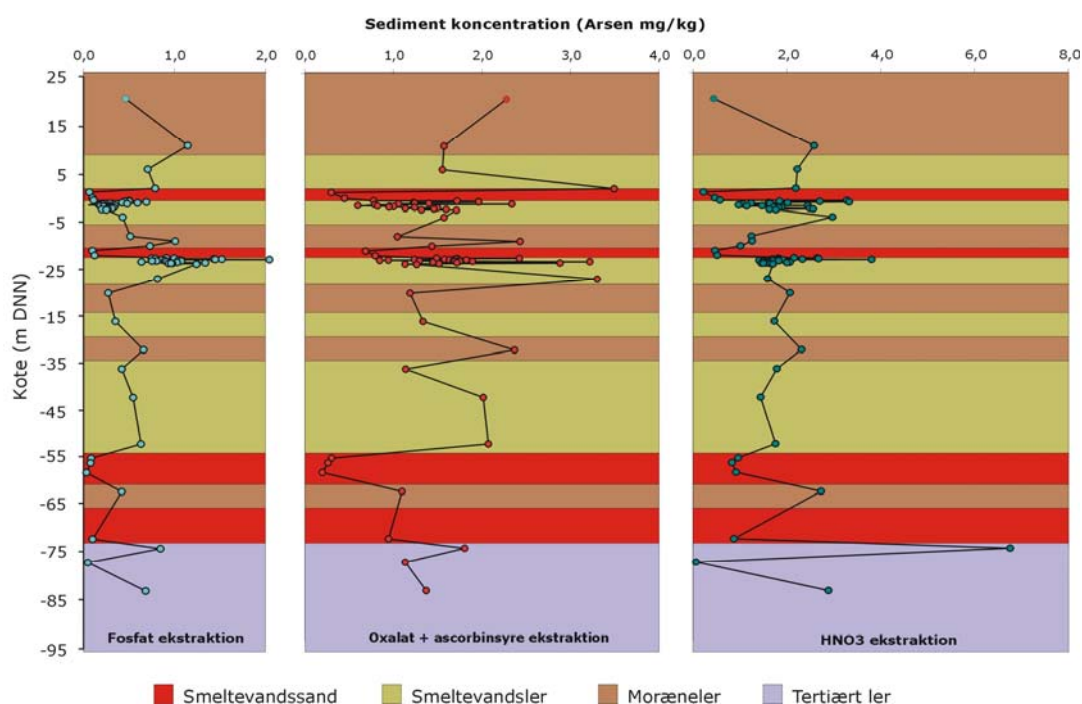 Sediment koncentration (Arsen mg/kg)
0,0 1,0 2,0 0,0 1,0 2,0 3,0 4,0 0,0 2,0 4,0 6,0 8,0
25
15
5
-5
-15
-25
-15
-35
-45
-55
-65
-75
-85
-95
Kote (m DNN)
Fosfat ekstraktion Oxalat + ascorbinsyre ekstraktion HNO3 ekstraktion
Smeltevandssand Smeltevandsler Moræneler Tertiært ler